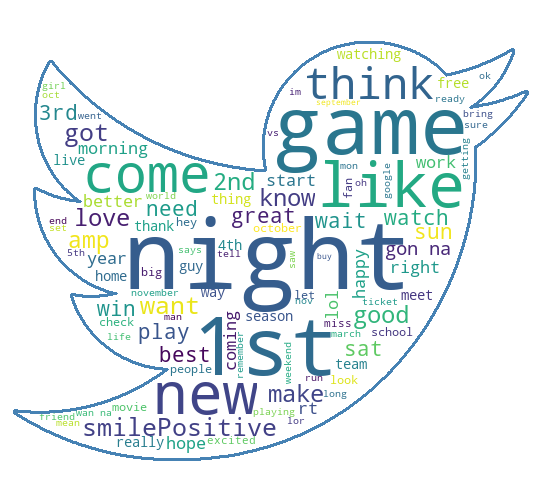 watching
think
ok
girl
oct
im
free
september
ready
3rd
went
game
bring
sure
got
vs
morning
live
come
2nd
like
mon
oh
fan
google
work
getting
better
world
thing
start
know
love
need
great
wait
watch
end
set
hey
october
sun
amp
5th
year
says
4th
saw
gon na
home
guy
tell
night
buy
right
big
happy
november
way
let
nov
lol
ticket
meet
win
want
man
season
good
check
play
1st
coming
miss
march
school
life
best
people
remember
weekend
sat
team
new
make
run
look
long
wan na
movie
rt
playing
friend
mean
smilePositive
lor
really
hope
excited